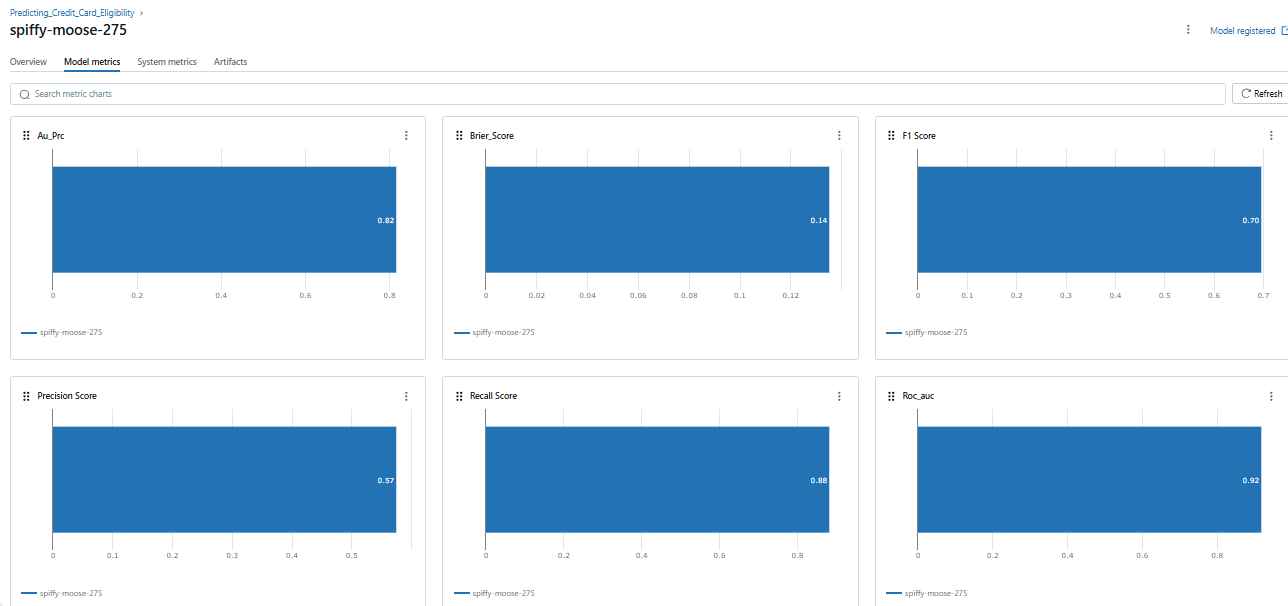 Predicting_Credit_Card_Eligibility ›
spiffy-moose-275
Model registered
Overview Model metrics System metrics Artifacts
Search metric charts
Refresh
Au_Prc
0.82
0 0.2 0.4 0.6 0.8
spiffy-moose-275
Brier_Score
0.14
0 0.02 0.04 0.06 0.08 0.1 0.12
spiffy-moose-275
F1 Score
0.70
0 0.1 0.2 0.3 0.4 0.5 0.6 0.7
spiffy-moose-275
Precision Score
0.57
0 0.1 0.2 0.3 0.4 0.5
spiffy-moose-275
Recall Score
0.88
0 0.2 0.4 0.6 0.8
spiffy-moose-275
Roc_auc
0.92
0 0.2 0.4 0.6 0.8
spiffy-moose-275